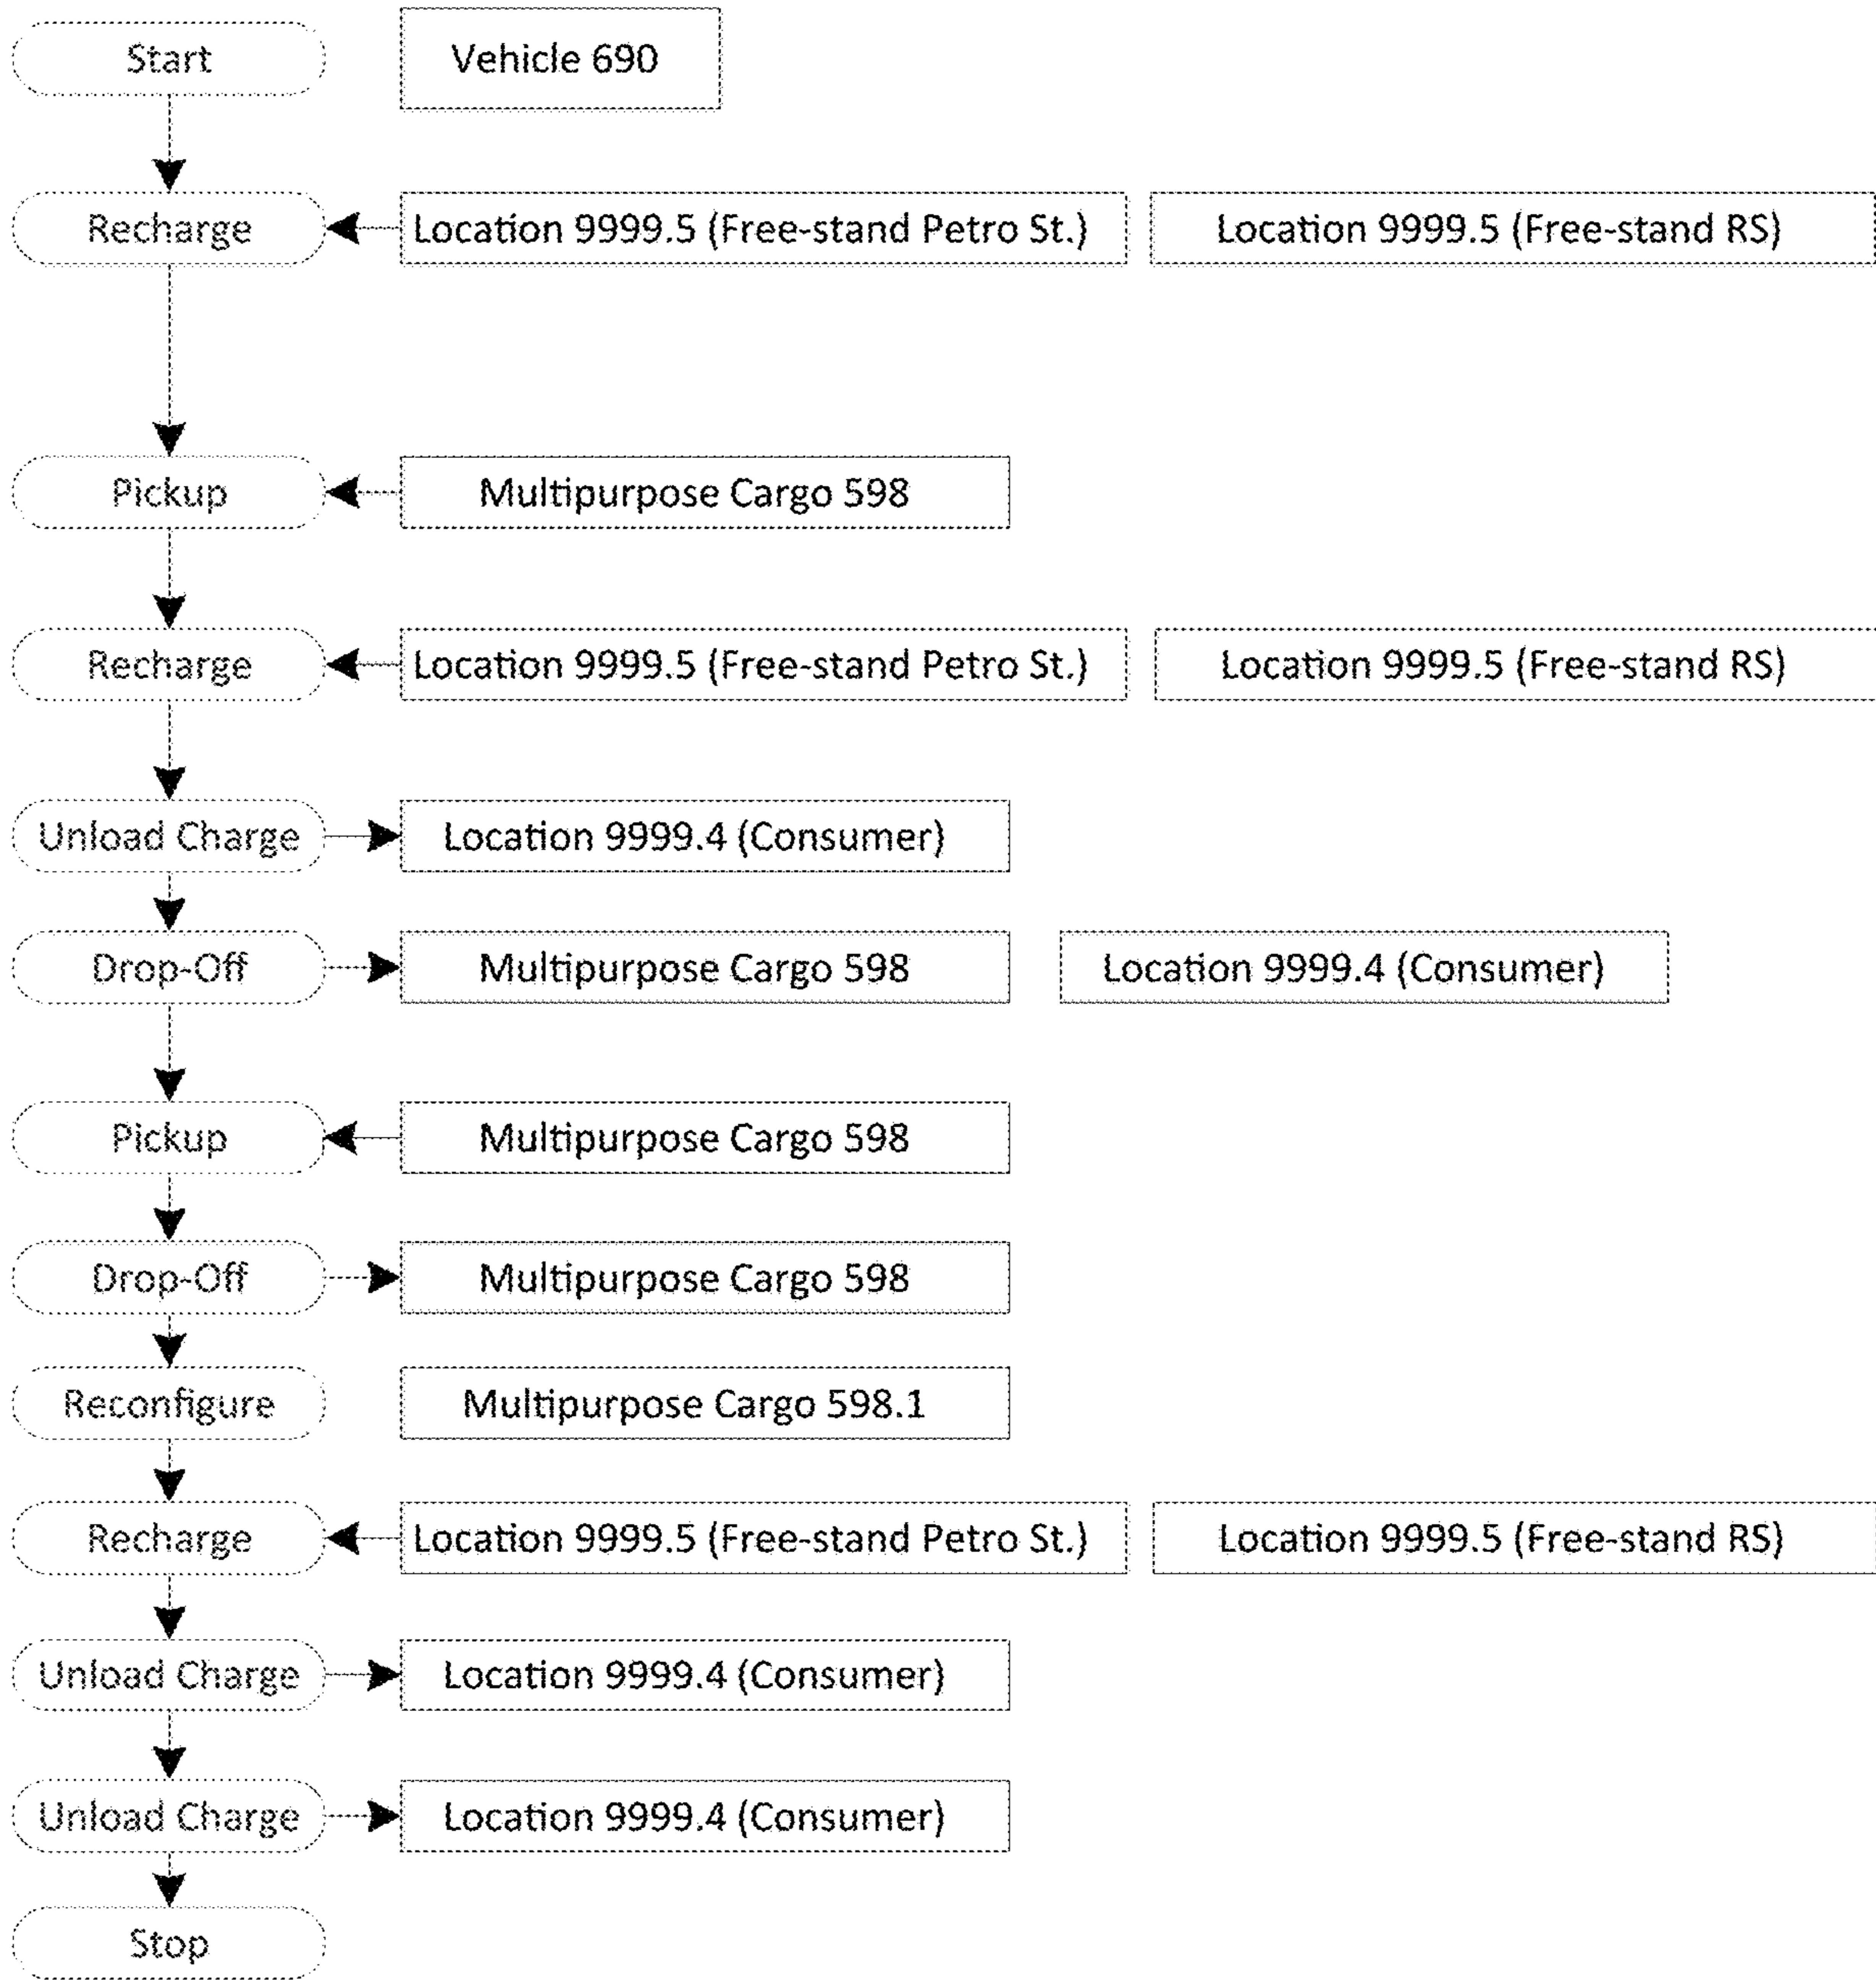 Start
Vehicle 690
Recharge
Location 9999.5 (Free-stand Petro St.)
Location 9999.5 (Free-stand RS)
Pickup
Multipurpose Cargo 598
Recharge
Location 9999.5 (Free-stand Petro St.)
Location 9999.5 (Free-stand RS)
Unload Charge
Location 9999.4 (Consumer)
Drop-Off
Multipurpose Cargo 598
Location 9999.4 (Consumer)
Pickup
Multipurpose Cargo 598
Drop-Off
Multipurpose Cargo 598
Reconfigure
Multipurpose Cargo 598.1
Recharge
Location 9999.5 (Free-stand Petro St.)
Location 9999.5 (Free-stand RS)
Unload Charge
Location 9999.4 (Consumer)
Unload Charge
Location 9999.4 (Consumer)
Stop